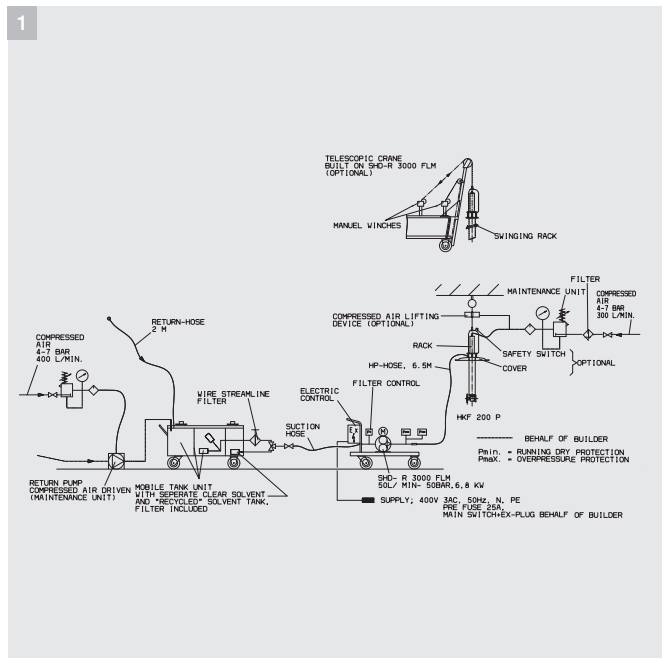 1
TELESCOPIC CRANE
BUILT ON SHD-R 3000 FLM
(OPTIONAL)
MANUEL WINCHES
SWINGING RACK
FILTER
MAINTENANCE UNIT
COMPRESSED
AIR
4-7 BAR
300 L/MIN.
COMPRESSED AIR LIFTING
DEVICE (OPTIONAL)
RACK
SAFETY SWITCH
COVER
OPTIONAL
HP-HOSE, 6.5M
HKF 200 P
RETURN-HOSE
2 M
COMPRESSED
AIR
4-7 BAR
400 L/MIN.
WIRE STREAMLINE
FILTER
ELECTRIC
CONTROL
FILTER CONTROL
SUCTION
HOSE
E X
M
BEHALF OF BUILDER
Pmin. = RUNNING DRY PROTECTION
PmaX. = OVERPRESSURE PROTECTION
RETURN PUMP
COMPRESSED AIR DRIVEN
(MAINTENANCE UNIT)
MOBILE TANK UNIT
WITH SEPERATE CLEAR SOLVENT
AND "RECYCLED" SOLVENT TANK,
FILTER INCLUDED
SHD- R 3000 FLM
50L/ MIN- 50BAR,6,8 KW
SUPPLY; 400V 3AC, 50Hz, N, PE
PRE FUSE 25A,
MAIN SWITCH+EX-PLUG BEHALF OF BUILDER